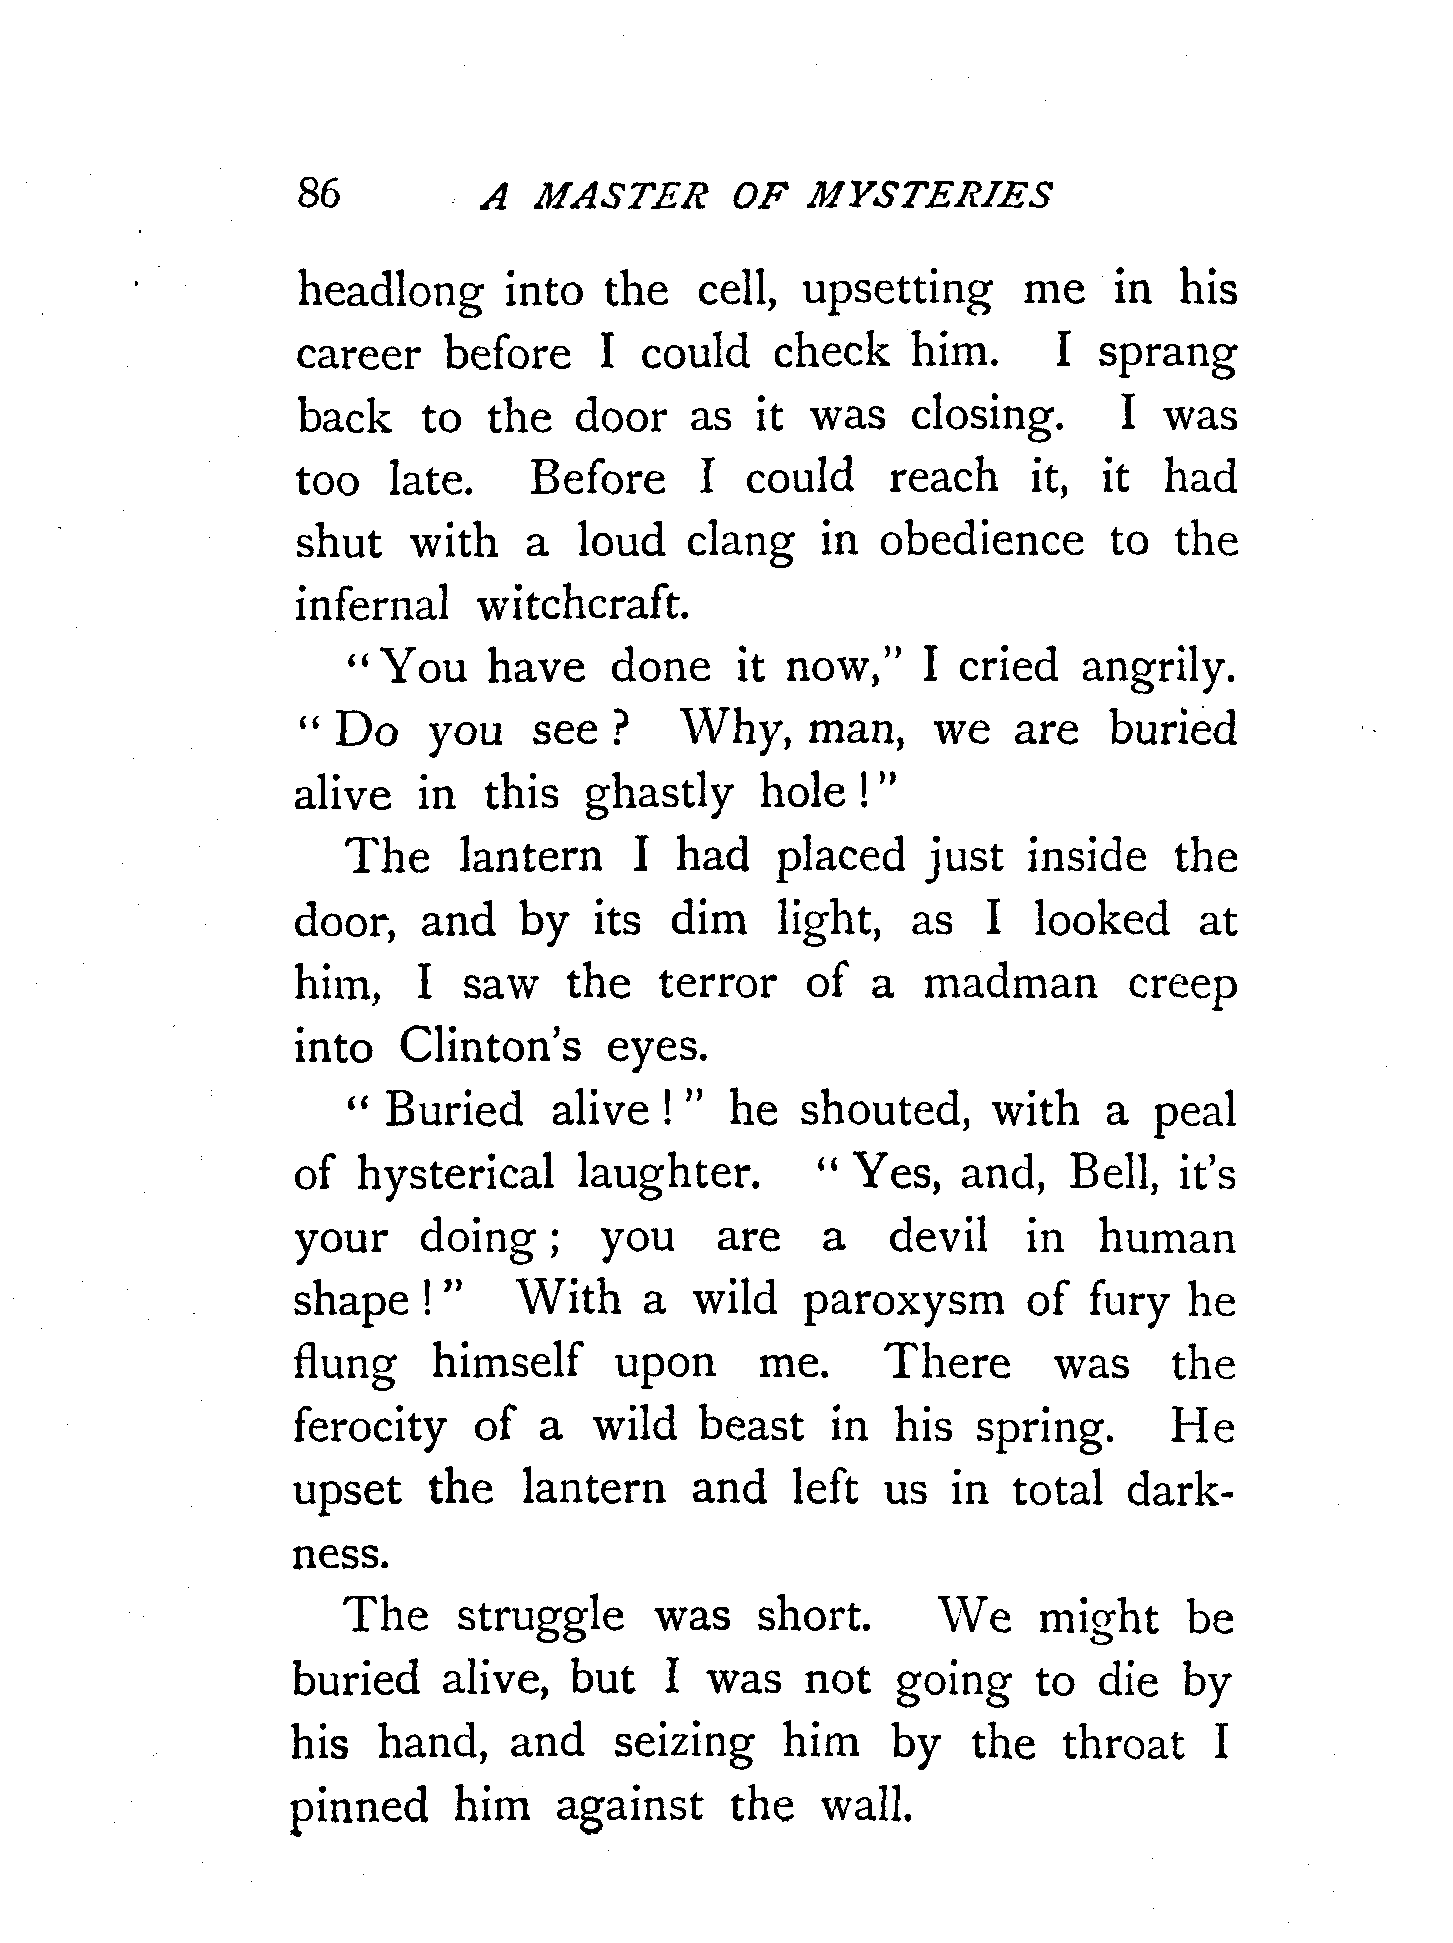 86 A MASTER OF MYSTERIES
headlong into the cell, upsetting me in his
career before I could check him. I sprang
back to the door as it was closing. I was
too late. Before I could reach it, it had
shut with a loud clang in obedience to the
infernal witchcraft.
“You have done it now,” I cried angrily.
“Do you see? Why, man, we are buried
alive in this ghastly hole!”
The lantern I had placed just inside the
door, and by its dim light, as I looked at
him, I saw the terror of a madman creep
into Clinton’s eyes.
“Buried alive!” he shouted, with a peal
of hysterical laughter. “Yes, and, Bell, it’s
your doing; you are a devil in human
shape!” With a wild paroxysm of fury he
flung himself upon me. There was the
ferocity of a wild beast in his spring. He
upset the lantern and left us in total dark-
ness.
The struggle was short. We might be
buried alive, but I was not going to die by
his hand, and seizing him by the throat I
pinned him against the wall.